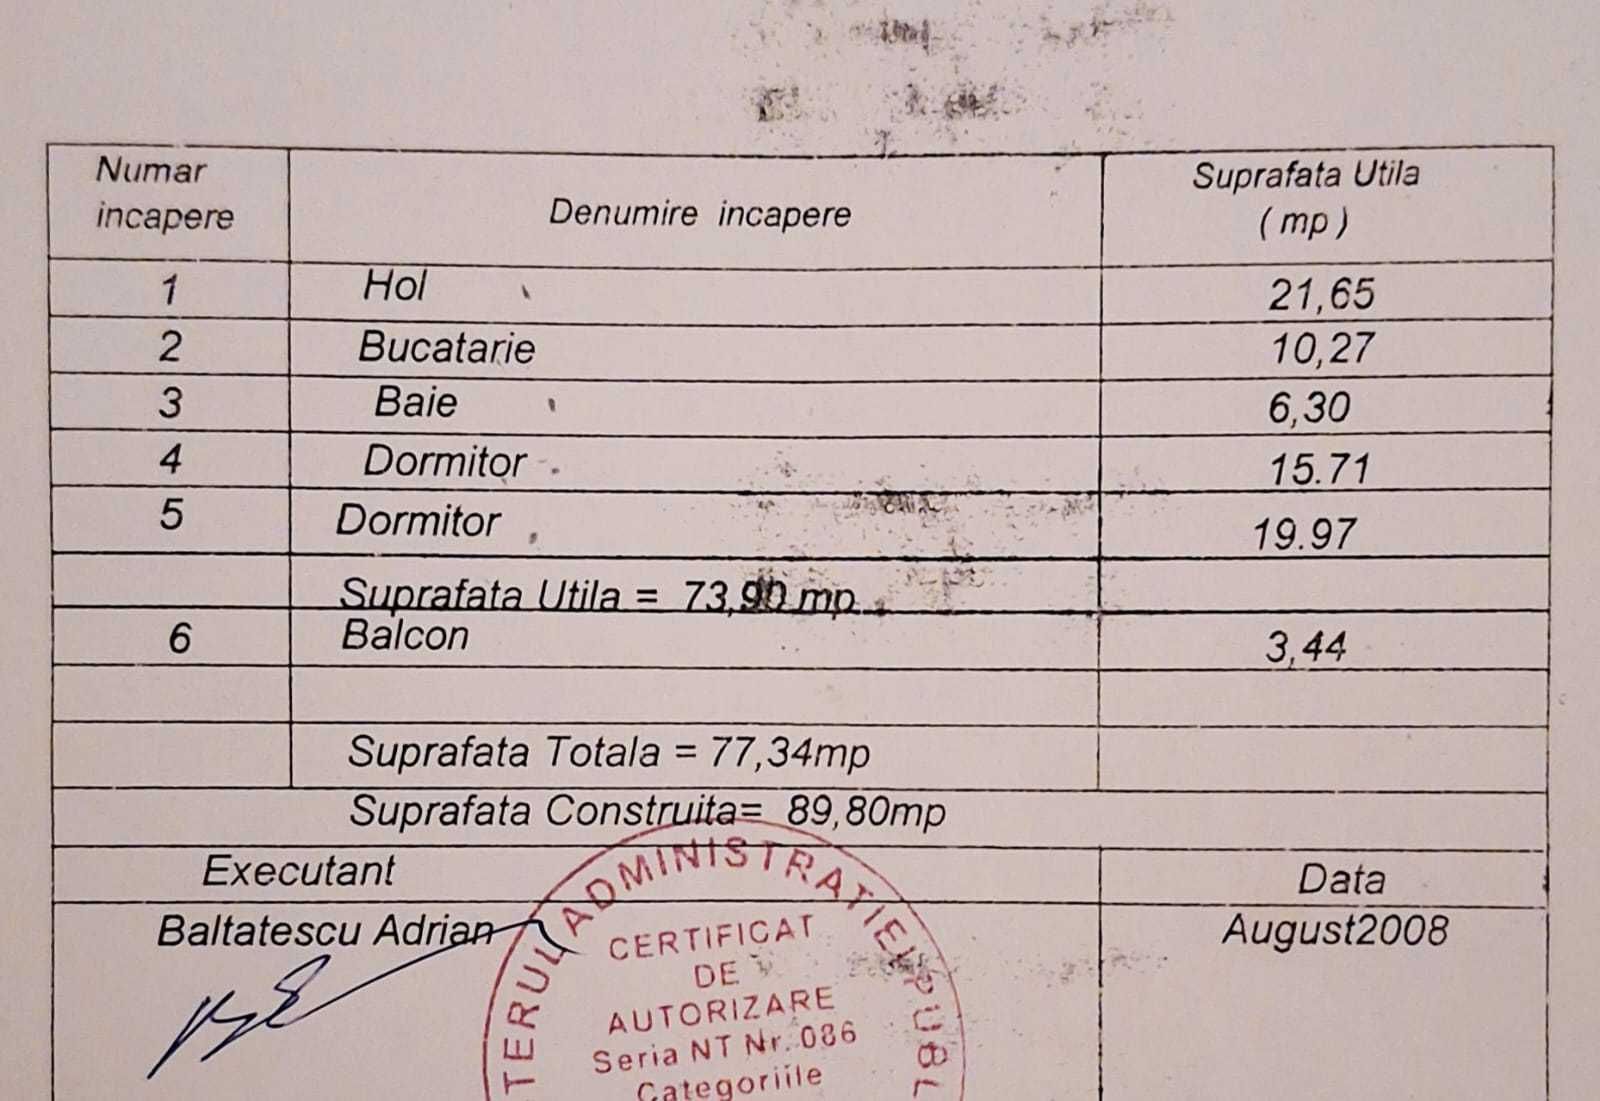 Numar incapere Denumire incapere Suprafata Utila ( mp )
1 Hol 21,65
2 Bucatarie 10,27
3 Baie 6,30
4 Dormitor 15.71
5 Dormitor 19.97
Suprafata Utila = 73,90 mp
6 Balcon 3,44
Suprafata Totala = 77,34mp
Suprafata Construita= 89,80mp
Executant Data
Baltatescu Adrian August2008
TERUL ADMINISTRATIEI PUBL
CERTIFICAT
DE
AUTORIZARE
Seria NT Nr. 086
Categoriile